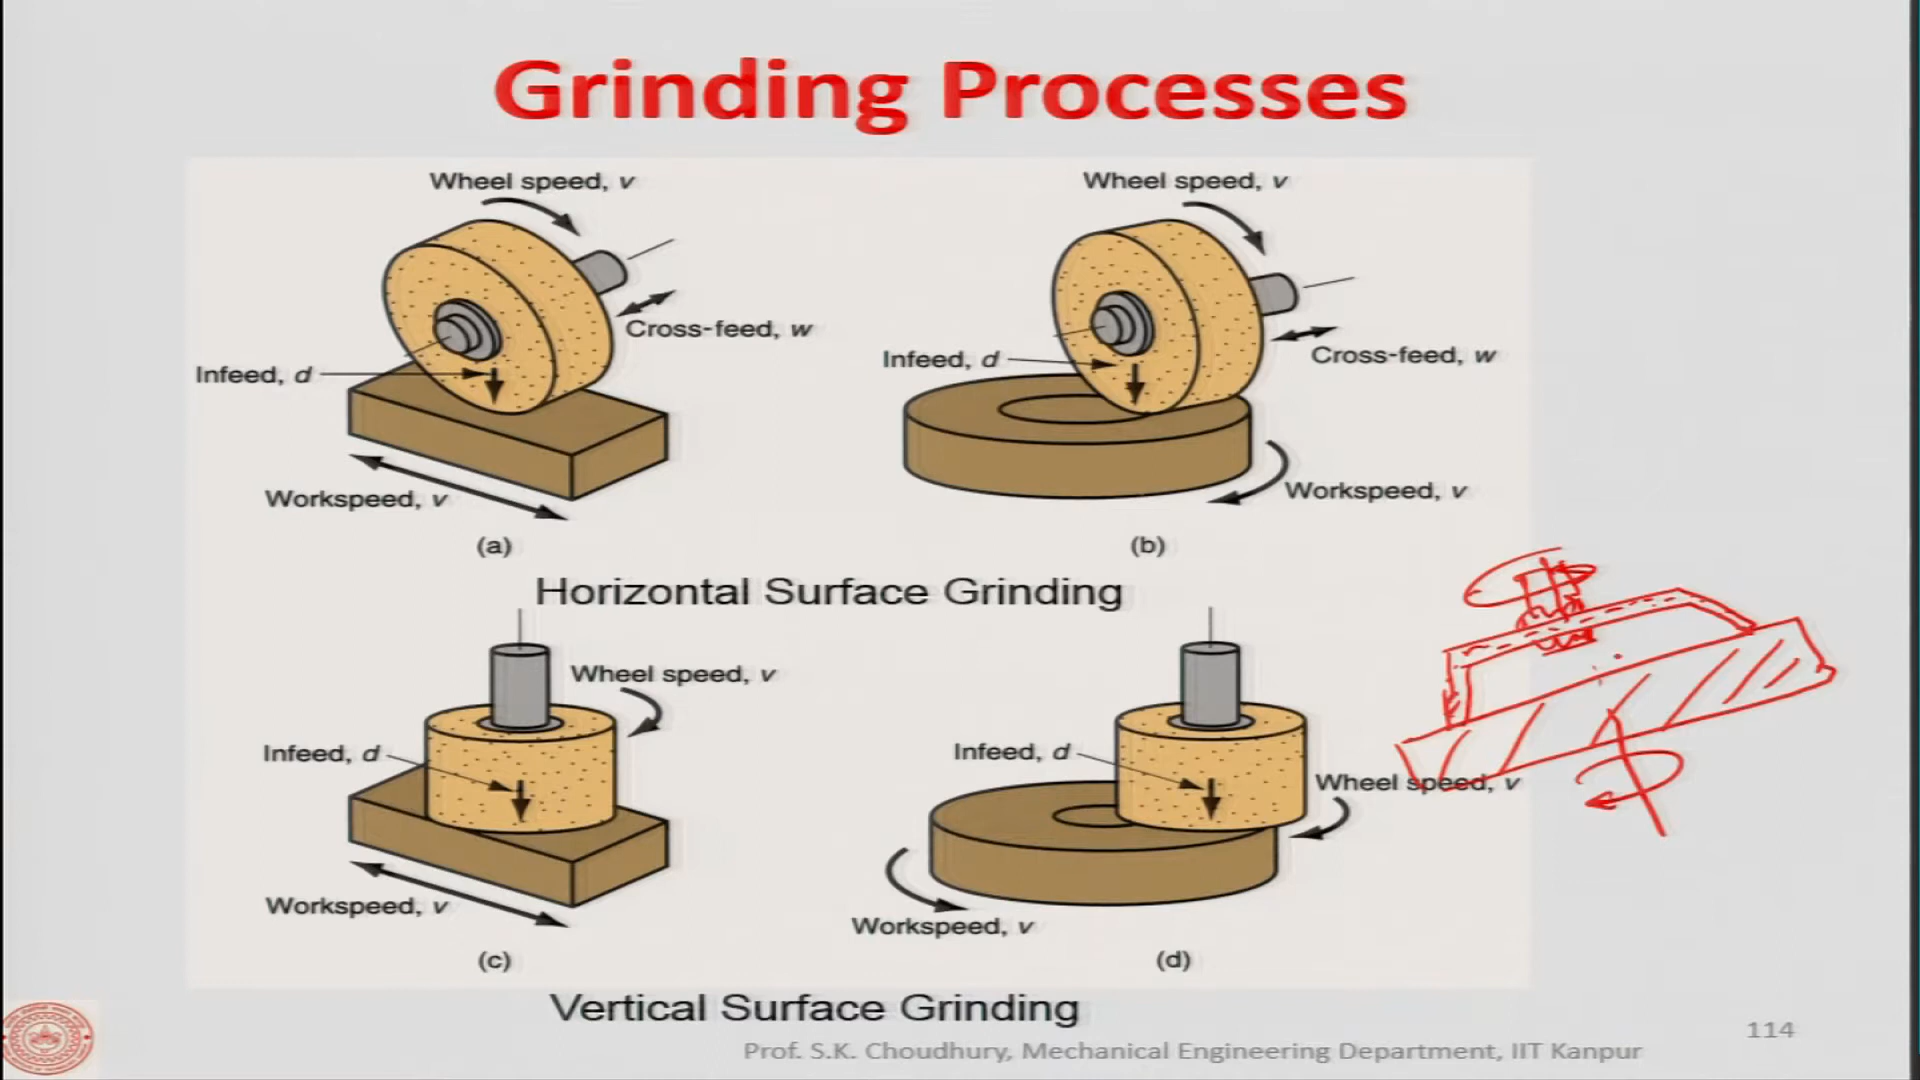 Grinding Processes
Wheel speed, v
Cross-feed, w
Infeed, d
Workspeed, v
(a)
Wheel speed, v
Infeed, d
Cross-feed, w
Workspeed, v
(b)
Horizontal Surface Grinding
Wheel speed, v
Infeed, d
Workspeed, v
(c)
Infeed, d
Wheel speed, v
Workspeed, v
(d)
Vertical Surface Grinding
114
Prof. S.K. Choudhury, Mechanical Engineering Department, IIT Kanpur